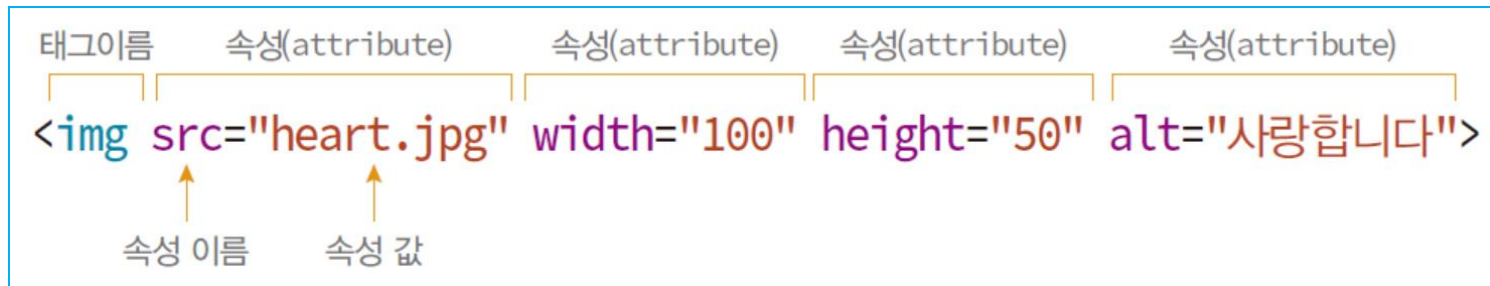 태그이름 속성(attribute) 속성(attribute) 속성(attribute) 속성(attribute)
<img src="heart.jpg" width="100" height="50" alt="사랑합니다">
속성 이름 속성 값